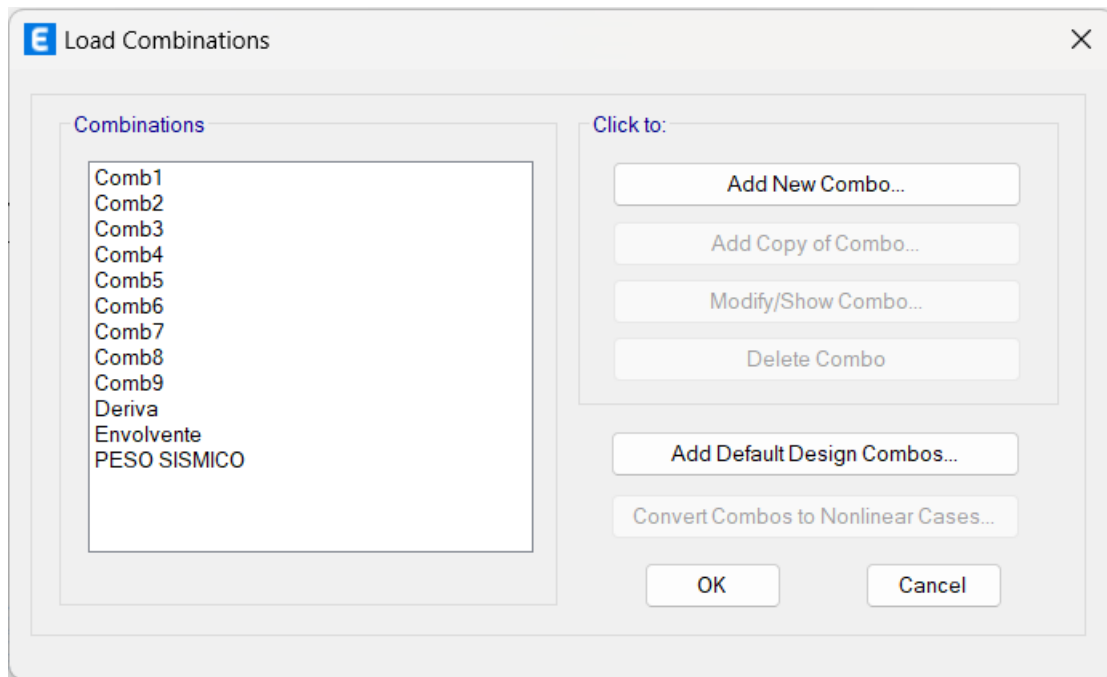 E Load Combinations
Combinations
Comb1
Comb2
Comb3
Comb4
Comb5
Comb6
Comb7
Comb8
Comb9
Deriva
Envolvente
PESO SISMICO
Click to:
Add New Combo...
Add Copy of Combo...
Modify/Show Combo...
Delete Combo
Add Default Design Combos...
Convert Combos to Nonlinear Cases...
OK
Cancel